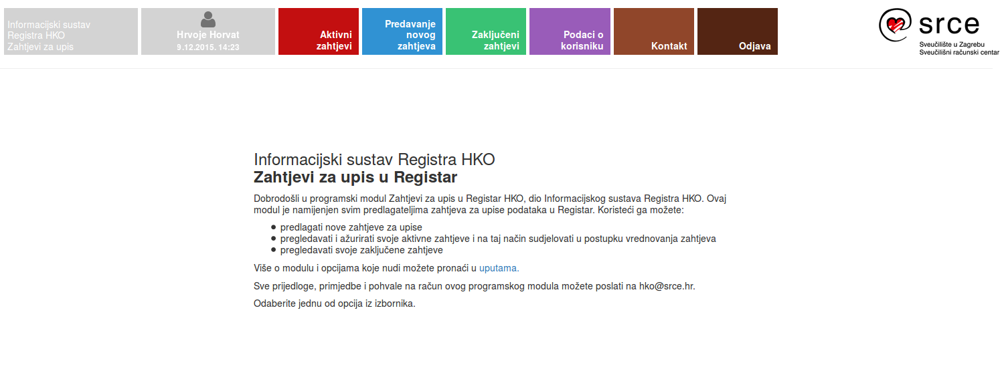 Informacijski sustav
Registra HKO
Zahtjevi za upis
Hrvoje Horvat
9.12.2015. 14:23
Aktivni
zahtjevi
Predavanje
novog
zahtjeva
Zaključeni
zahtjevi
Podaci o
korisniku
Kontakt
Odjava
srce
Sveučilište u Zagrebu
Sveučilišni računski centar
Informacijski sustav Registra HKO
Zahtjevi za upis u Registar
Dobrodošli u programski modul Zahtjevi za upis u Registar HKO, dio Informacijskog sustava Registra HKO. Ovaj
modul je namijenjen svim predlagateljima zahtjeva za upise podataka u Registar. Koristeći ga možete:
● predlagati nove zahtjeve za upise
● pregledavati i ažurirati svoje aktivne zahtjeve i na taj način sudjelovati u postupku vrednovanja zahtjeva
● pregledavati svoje zaključene zahtjeve
Više o modulu i opcijama koje nudi možete pronaći u uputama.
Sve prijedloge, primjedbe i pohvale na račun ovog programskog modula možete poslati na hko@srce.hr.
Odaberite jednu od opcija iz izbornika.